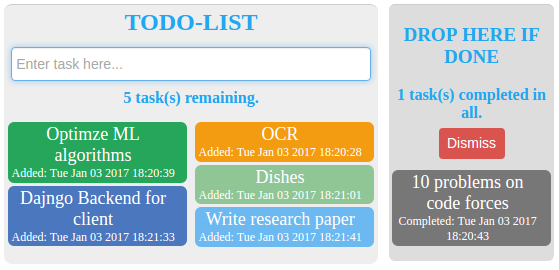 TODO-LIST
Enter task here...
5 task(s) remaining.
Optimze ML
algorithms
Added: Tue Jan 03 2017 18:20:39
Dajngo Backend for
client
Added: Tue Jan 03 2017 18:21:33
OCR
Added: Tue Jan 03 2017 18:20:28
Dishes
Added: Tue Jan 03 2017 18:21:01
Write research paper
Added: Tue Jan 03 2017 18:21:41
DROP HERE IF
DONE
1 task(s) completed in
all.
Dismiss
10 problems on
code forces
Completed: Tue Jan 03 2017
18:20:43